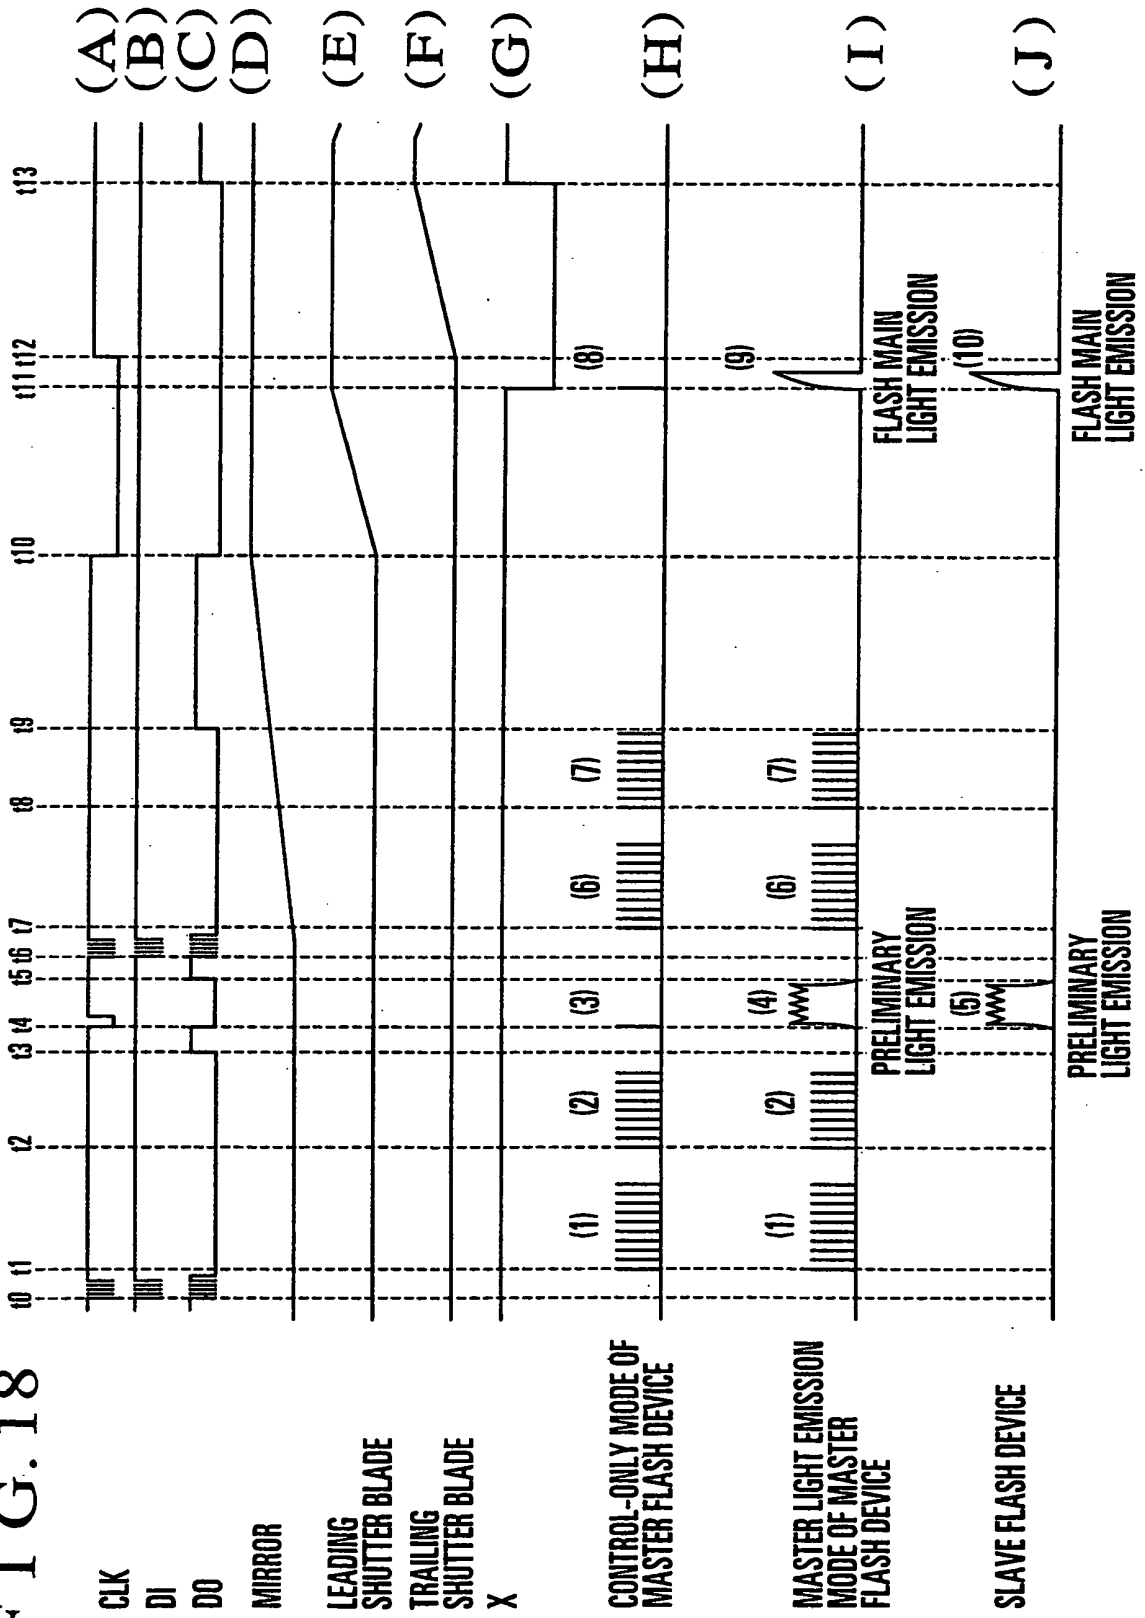 FIG.18
t0 t1 t2 t3 t4 t5 t6 t7 t8 t9 t10 t11 t12 t13
CLK (A)
DI (B)
DO (C)
MIRROR (D)
LEADING
SHUTTER BLADE (E)
TRAILING
SHUTTER BLADE (F)
X (G)
(1) (2) (3) (6) (7) (8)
CONTROL-ONLY MODE OF
MASTER FLASH DEVICE (H)
(1) (2) (4) (6) (7) (9)
MASTER LIGHT EMISSION
MODE OF MASTER
FLASH DEVICE (I)
PRELIMINARY
LIGHT EMISSION
FLASH MAIN
LIGHT EMISSION
(5) (10)
SLAVE FLASH DEVICE (J)
PRELIMINARY
LIGHT EMISSION
FLASH MAIN
LIGHT EMISSION